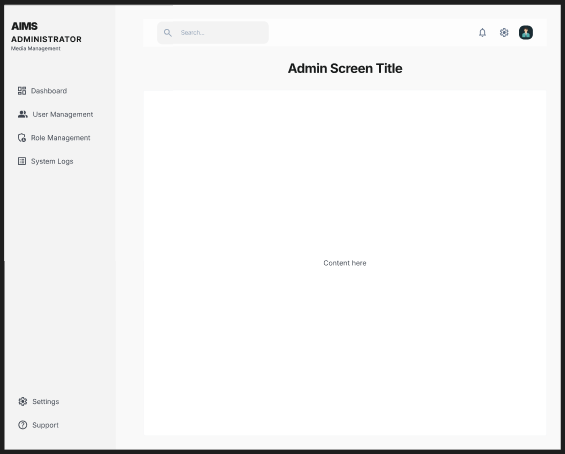 AIMS
ADMINISTRATOR
Media Management
Dashboard
User Management
Role Management
System Logs
Settings
Support
Search...
Admin Screen Title
Content here